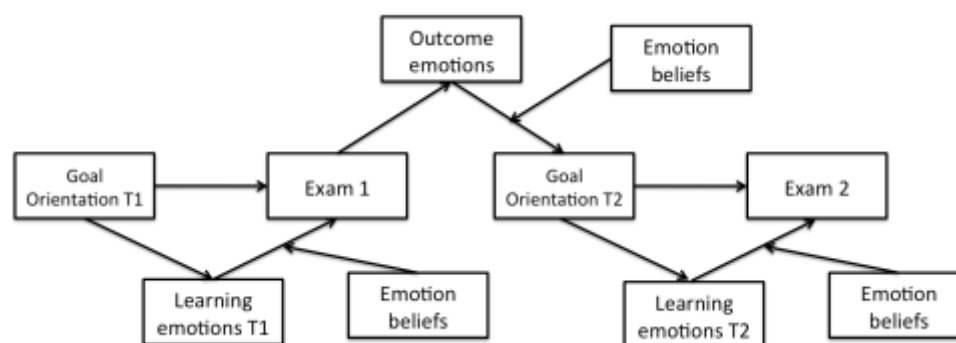 Outcome
emotions
Emotion
beliefs
Goal
Orientation T1
Exam 1
Goal
Orientation T2
Exam 2
Learning
emotions T1
Emotion
beliefs
Learning
emotions T2
Emotion
beliefs